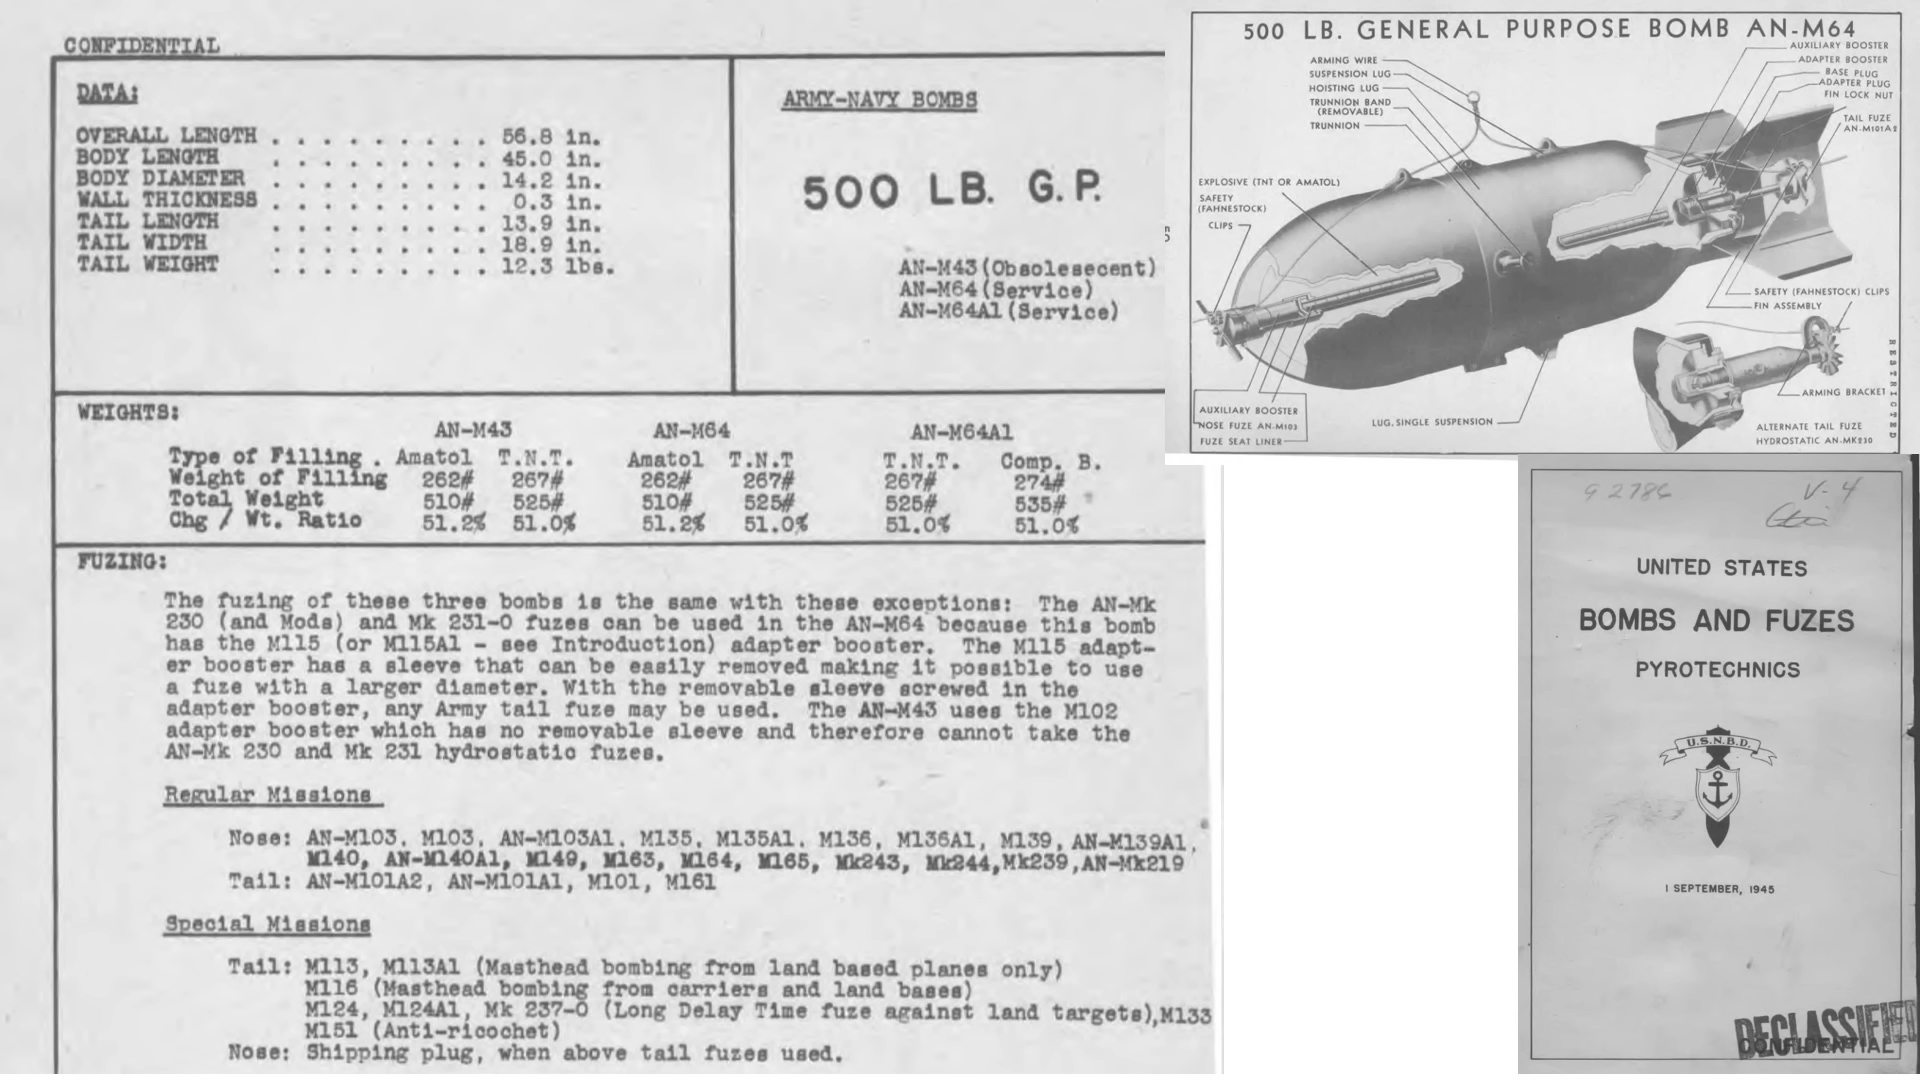 CONFIDENTIAL
DATA:
OVERALL LENGTH . . . . . . . . . . 56.8 in.
BODY LENGTH . . . . . . . . . . 45.0 in.
BODY DIAMETER . . . . . . . . . . 14.2 in.
WALL THICKNESS . . . . . . . . . . 0.3 in.
TAIL LENGTH . . . . . . . . . . 13.9 in.
TAIL WIDTH . . . . . . . . . . 18.9 in.
TAIL WEIGHT . . . . . . . . . . 12.3 lbs.
ARMY-NAVY BOMBS
500 LB. G.P.
AN-M43 (Obsolesecent)
AN-M64 (Service)
AN-M64A1 (Service)
WEIGHTS:
AN-M43 AN-M64 AN-M64A1
Type of Filling . Amatol T.N.T. Amatol T.N.T T.N.T. Comp. B.
Weight of Filling 262# 267# 262# 267# 267# 274#
Total Weight 510# 525# 510# 525# 525# 535#
Chg / Wt. Ratio 51.2% 51.0% 51.2% 51.0% 51.0% 51.0%
FUZING:
The fuzing of these three bombs is the same with these exceptions: The AN-Mk
230 (and Mods) and Mk 231-0 fuzes can be used in the AN-M64 because this bomb
has the M115 (or M115A1 - see Introduction) adapter booster. The M115 adapt-
er booster has a sleeve that can be easily removed making it possible to use
a fuze with a larger diameter. With the removable sleeve screwed in the
adapter booster, any Army tail fuze may be used. The AN-M43 uses the M102
adapter booster which has no removable sleeve and therefore cannot take the
AN-Mk 230 and Mk 231 hydrostatic fuzes.
Regular Missions
Nose: AN-M103, M103, AN-M103A1, M135, M135A1, M136, M136A1, M139, AN-M139A1,
M140, AN-M140A1, M149, M163, M164, M165, Mk243, Mk244,Mk239,AN-Mk219
Tail: AN-M101A2, AN-M101A1, M101, M161
Special Missions
Tail: M113, M113A1 (Masthead bombing from land based planes only)
M116 (Masthead bombing from carriers and land bases)
M124, M124A1, Mk 237-0 (Long Delay Time fuze against land targets),M133
M151 (Anti-ricochet)
Nose: Shipping plug, when above tail fuzes used.
500 LB. GENERAL PURPOSE BOMB AN-M64
ARMING WIRE
SUSPENSION LUG
HOISTING LUG
TRUNNION BAND
(REMOVABLE)
TRUNNION
AUXILIARY BOOSTER
ADAPTER BOOSTER
BASE PLUG
ADAPTER PLUG
FIN LOCK NUT
TAIL FUZE
AN-M101A2
EXPLOSIVE (TNT OR AMATOL)
SAFETY
(FAHNESTOCK)
CLIPS
SAFETY (FAHNESTOCK) CLIPS
FIN ASSEMBLY
ARMING BRACKET
AUXILIARY BOOSTER
NOSE FUZE AN-M103
FUZE SEAT LINER
LUG, SINGLE SUSPENSION
ALTERNATE TAIL FUZE
HYDROSTATIC AN-MK230
RESTRICTED
92786
V-4
UNITED STATES
BOMBS AND FUZES
PYROTECHNICS
U.S.N.B.D.
1 SEPTEMBER, 1945
DECLASSIFIED
CONFIDENTIAL